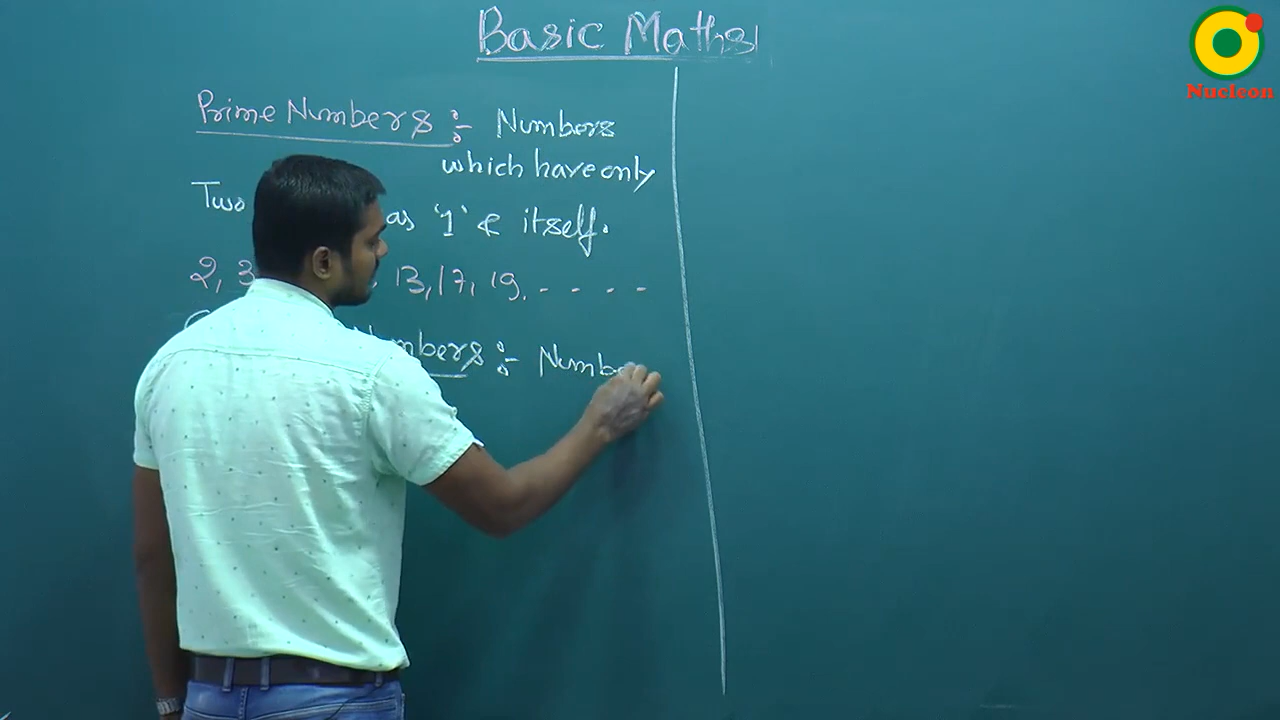 Basic Maths
Nucleon
Prime Numbers :- Numbers
which have only
Two as '1' & itself.
2, 3 13, 17, 19, - - - -
mbers :- Numbe